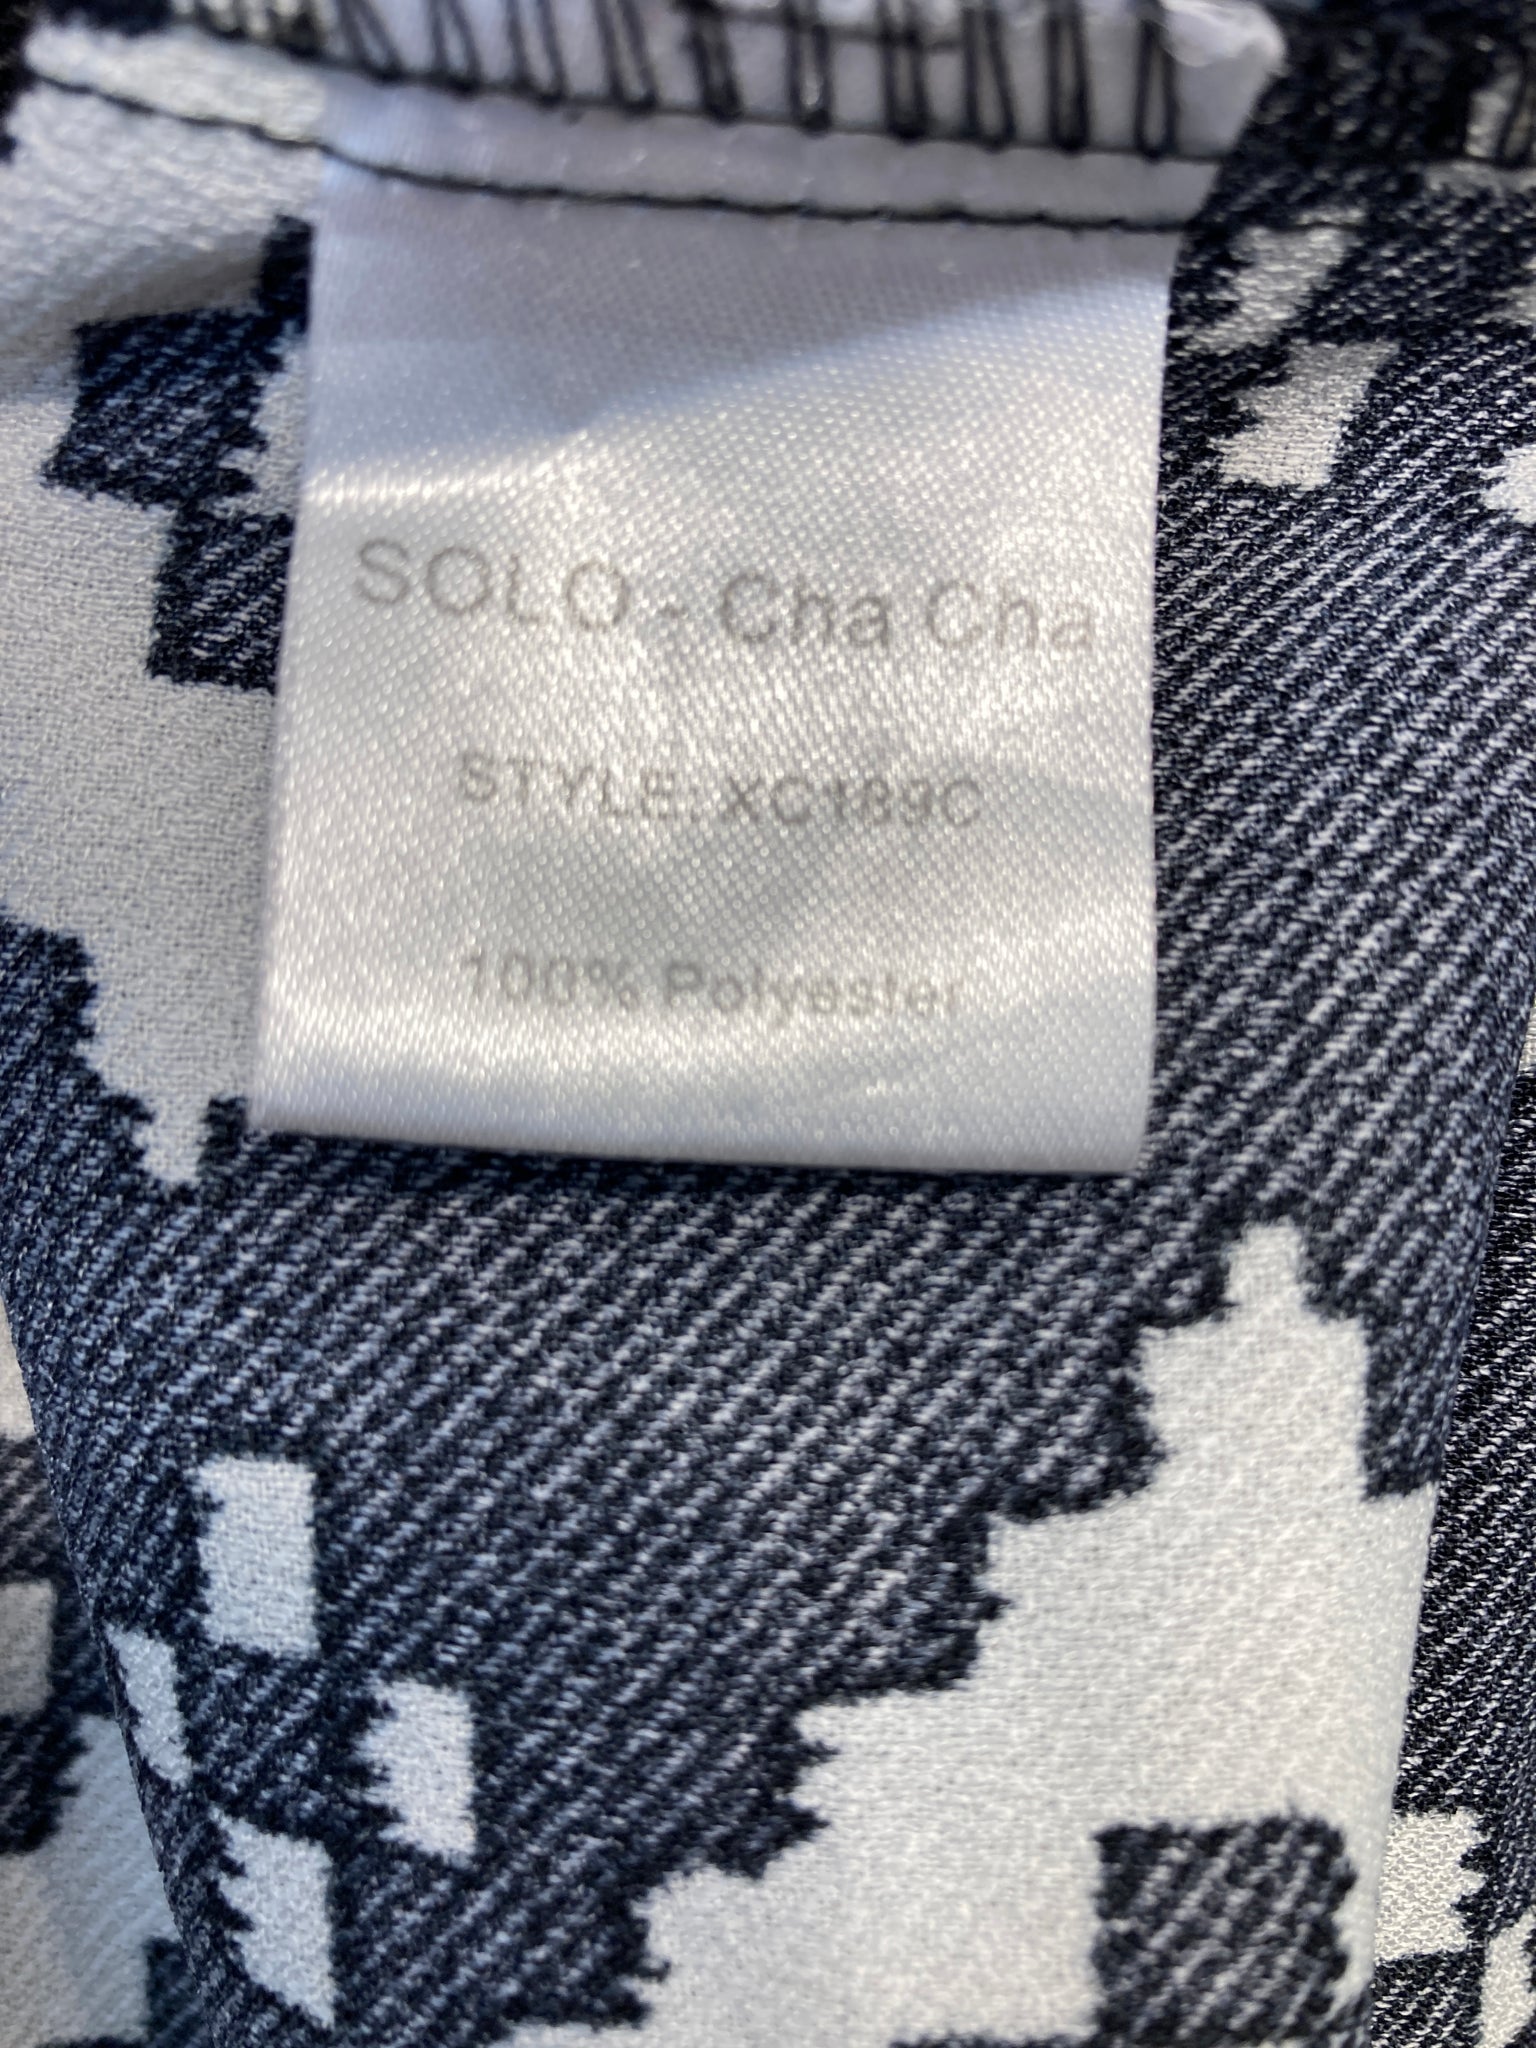 SOLO - Cha Cha
STYLE: XC189C
100% Polyester